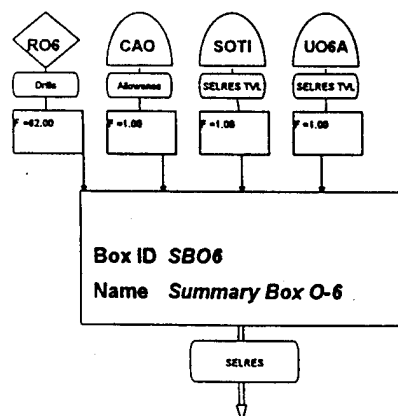 RO6 CAO SOTI UO6A
Drills Allowance SELRES TVL SELRES TVL
F =62.00 F =1.00 F =1.00 F =1.00
Box ID SBO6
Name Summary Box O-6
SELRES